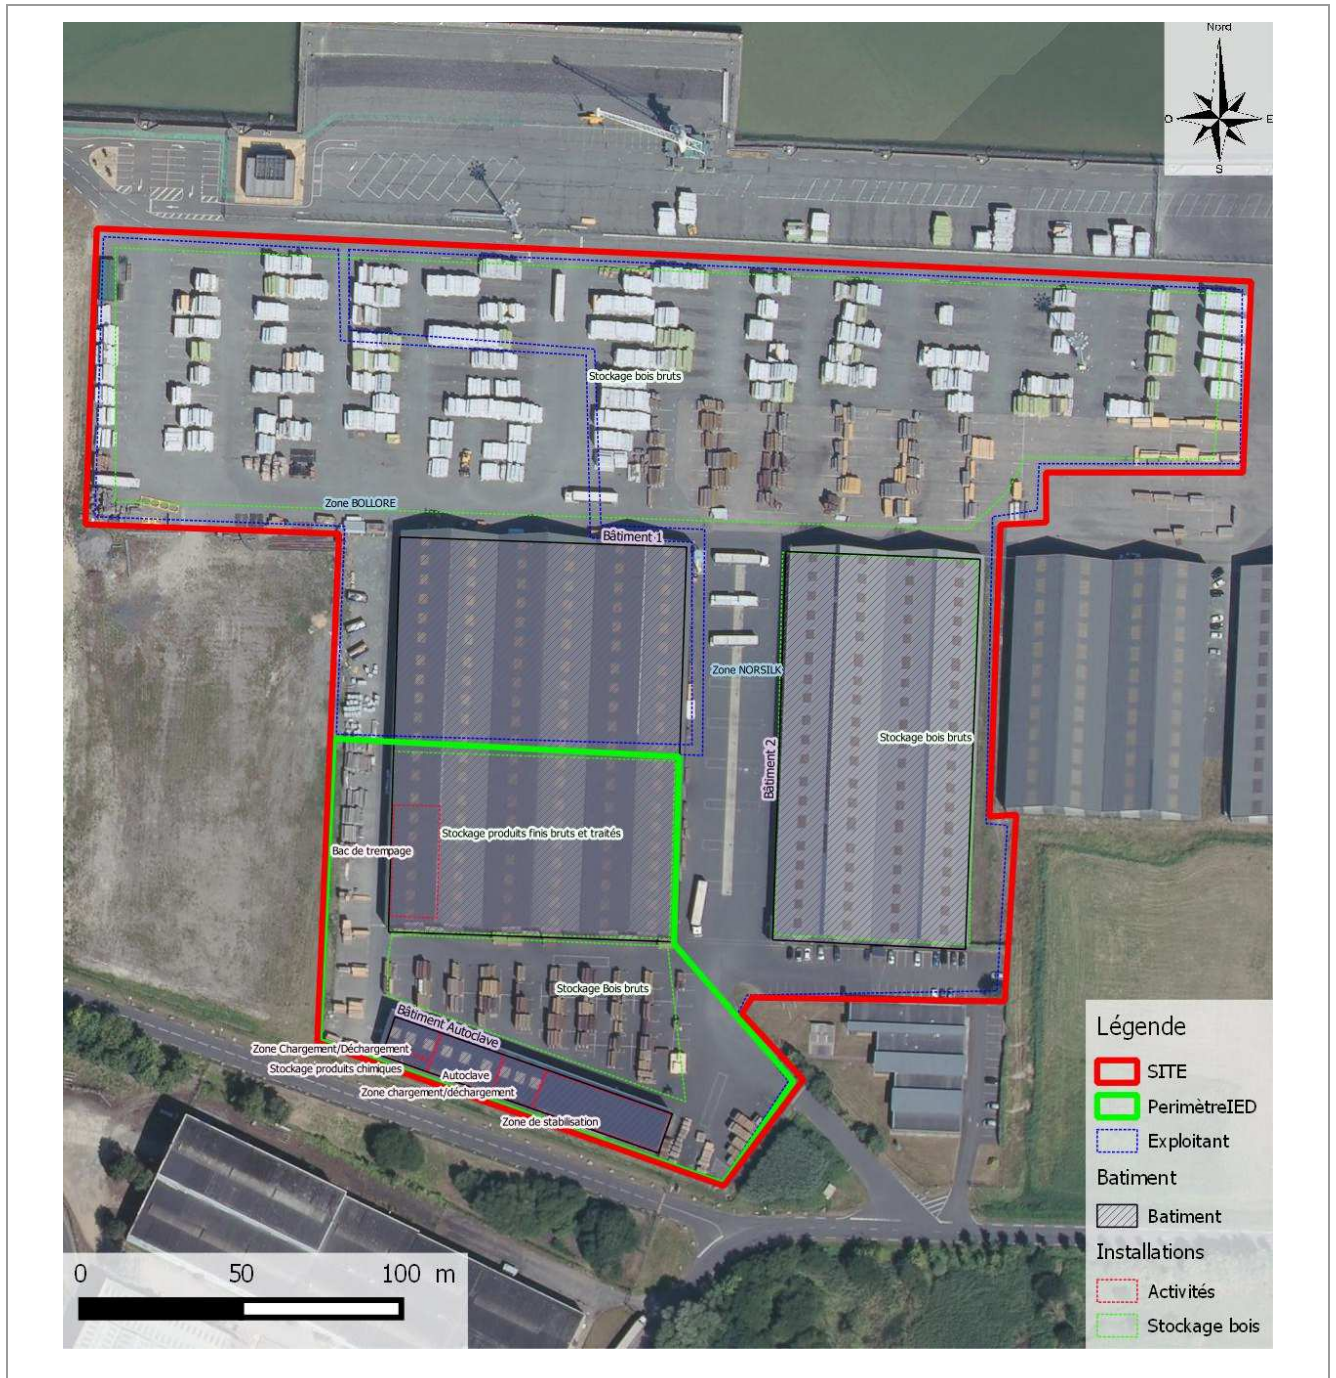 Nord
O
E
S
Stockage bois bruts
Zone BOLLORE
Bâtiment 1
Zone NORSILK
Bâtiment 2
Stockage bois bruts
Stockage produits finis bruts et traités
Bac de trempage
Stockage Bois bruts
Bâtiment Autoclave
Zone Chargement/Déchargement
Stockage produits chimiques
Autoclave
Zone chargement/déchargement
Zone de stabilisation
Légende
SITE
PerimètreIED
Exploitant
Batiment
Batiment
Installations
Activités
Stockage bois
0 50 100 m